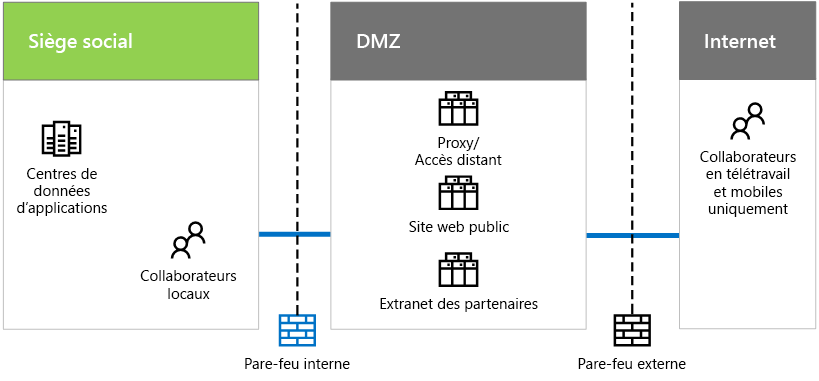 Siège social
Centres de
données
d'applications
Collaborateurs
locaux
Pare-feu interne
DMZ
Proxy/
Accès distant
Site web public
Extranet des partenaires
Pare-feu externe
Internet
Collaborateurs
en télétravail
et mobiles
uniquement